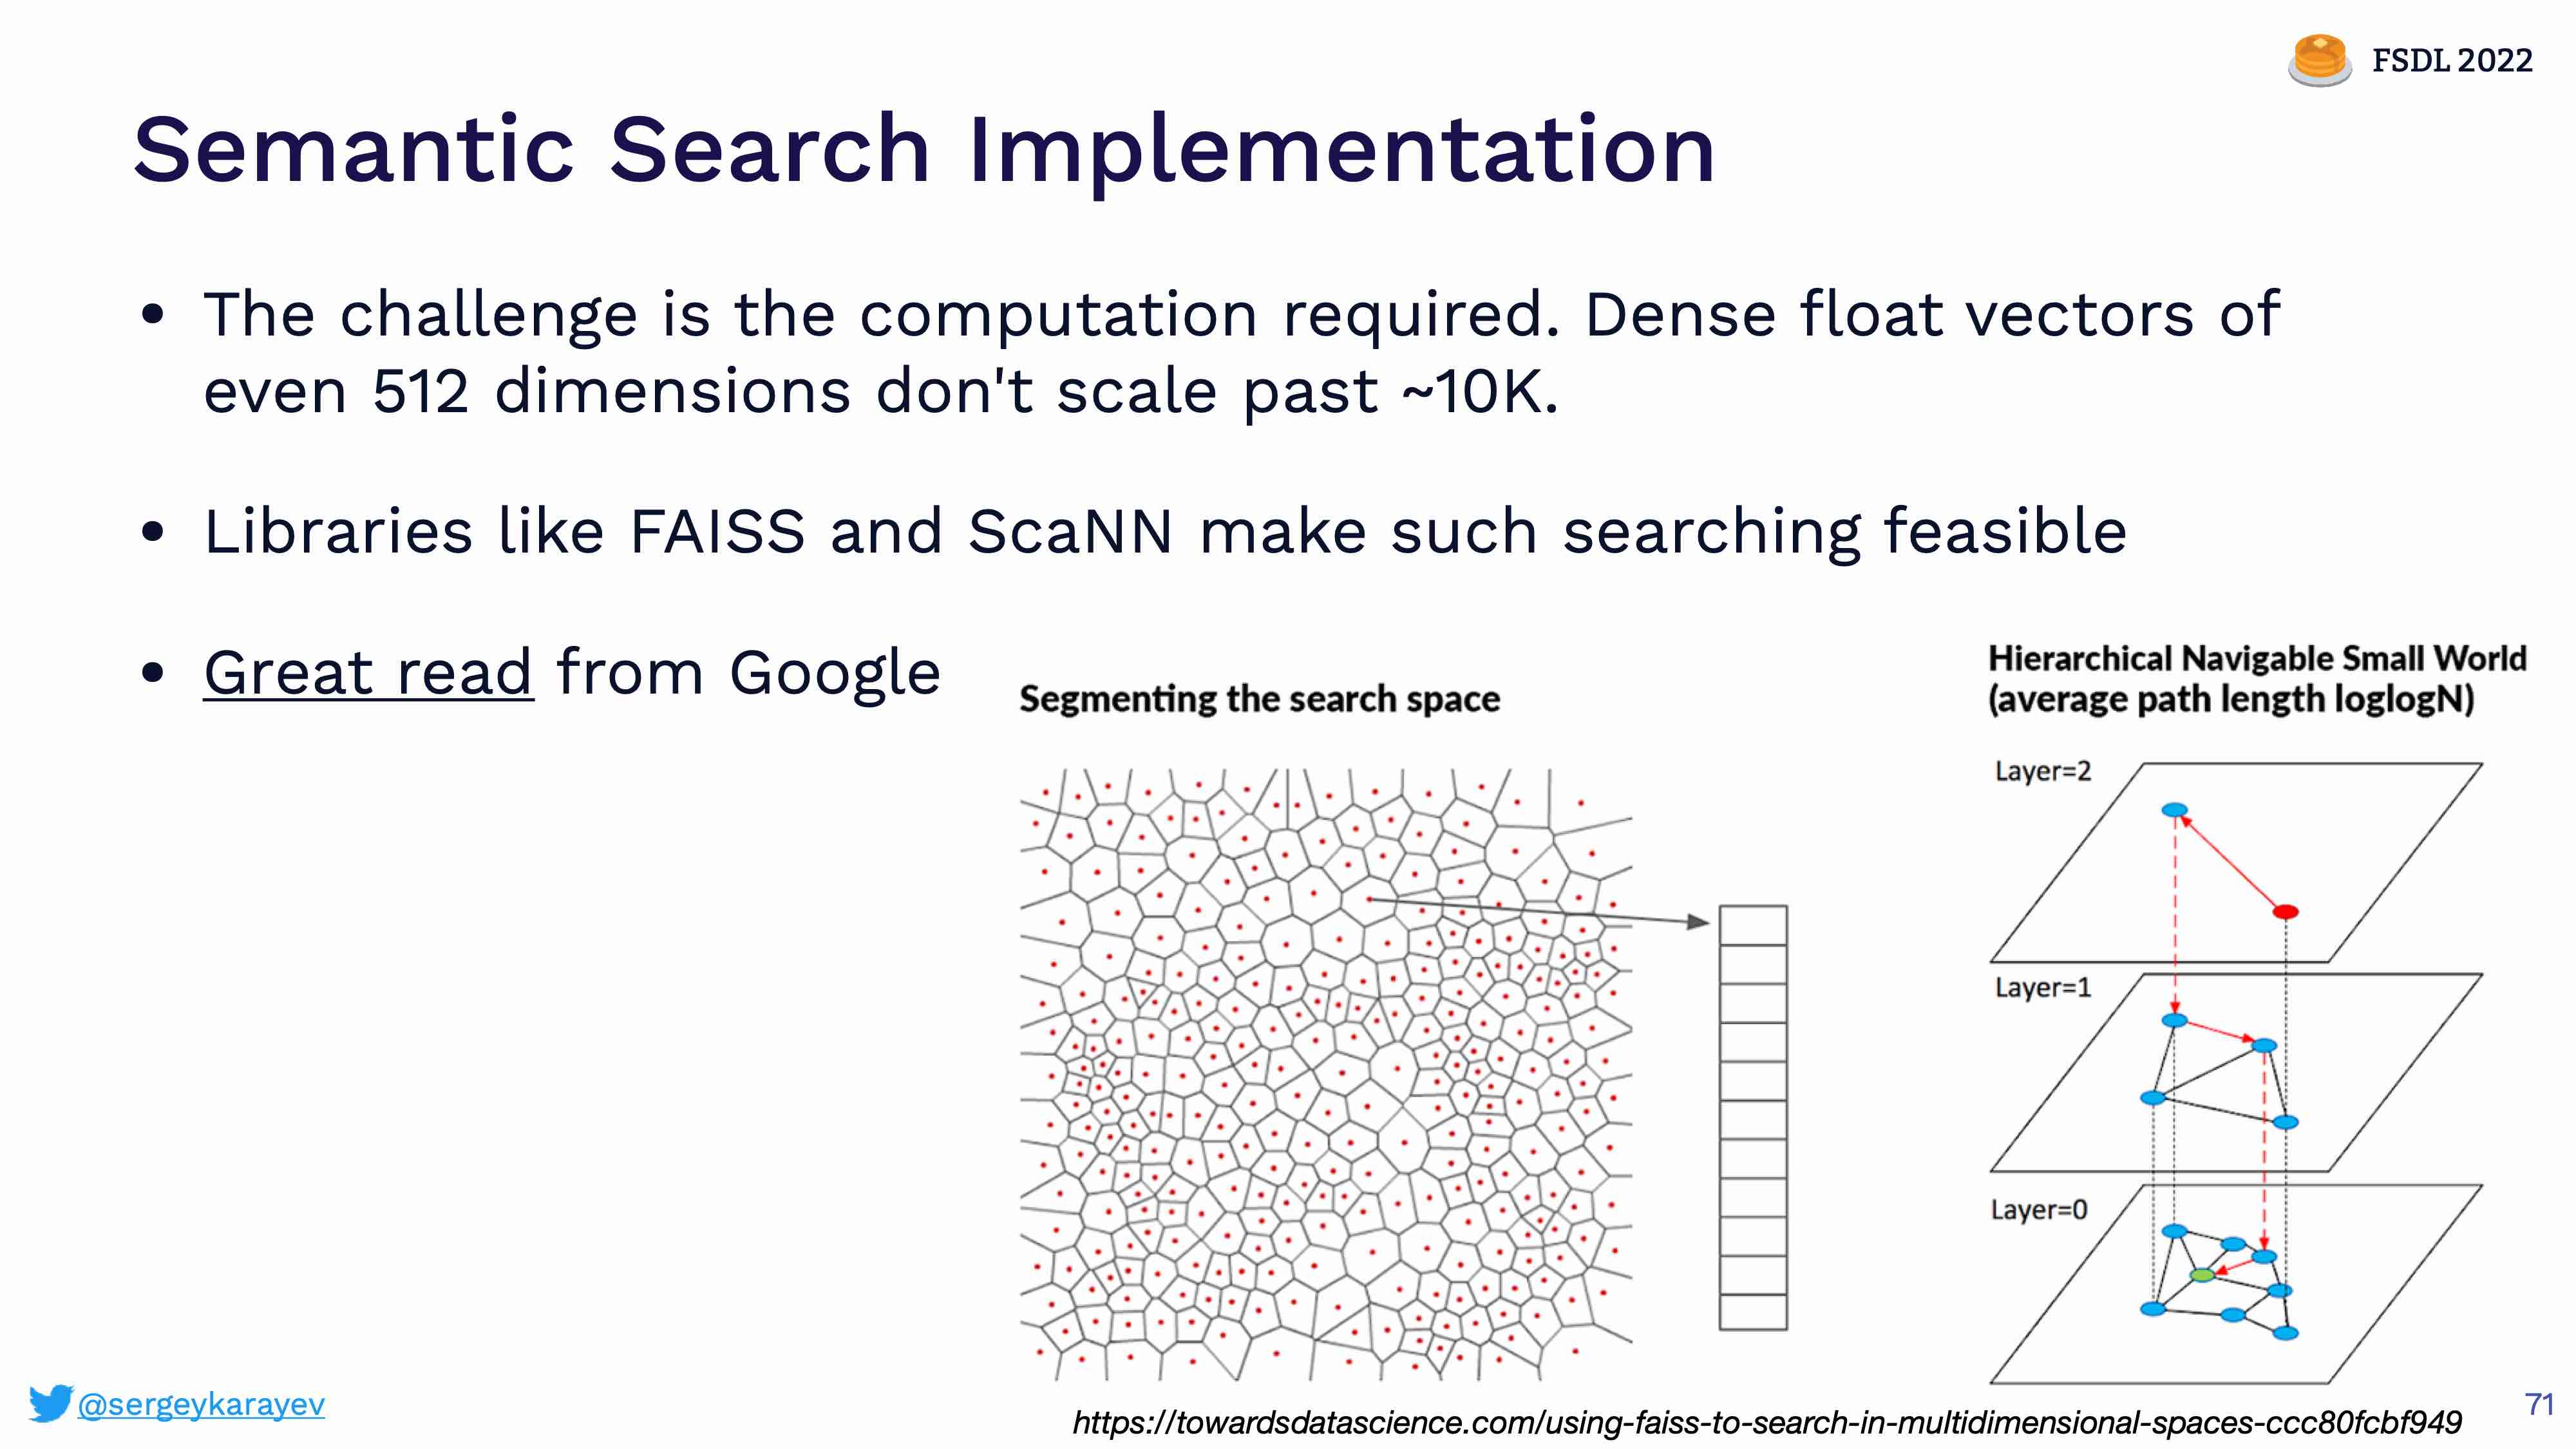 FSDL 2022
Semantic Search Implementation
• The challenge is the computation required. Dense float vectors of
even 512 dimensions don't scale past ~10K.
• Libraries like FAISS and ScaNN make such searching feasible
• Great read from Google
Segmenting the search space
Hierarchical Navigable Small World
(average path length loglogN)
Layer=2
Layer=1
Layer=0
@sergeykarayev
https://towardsdatascience.com/using-faiss-to-search-in-multidimensional-spaces-ccc80fcbf949
71